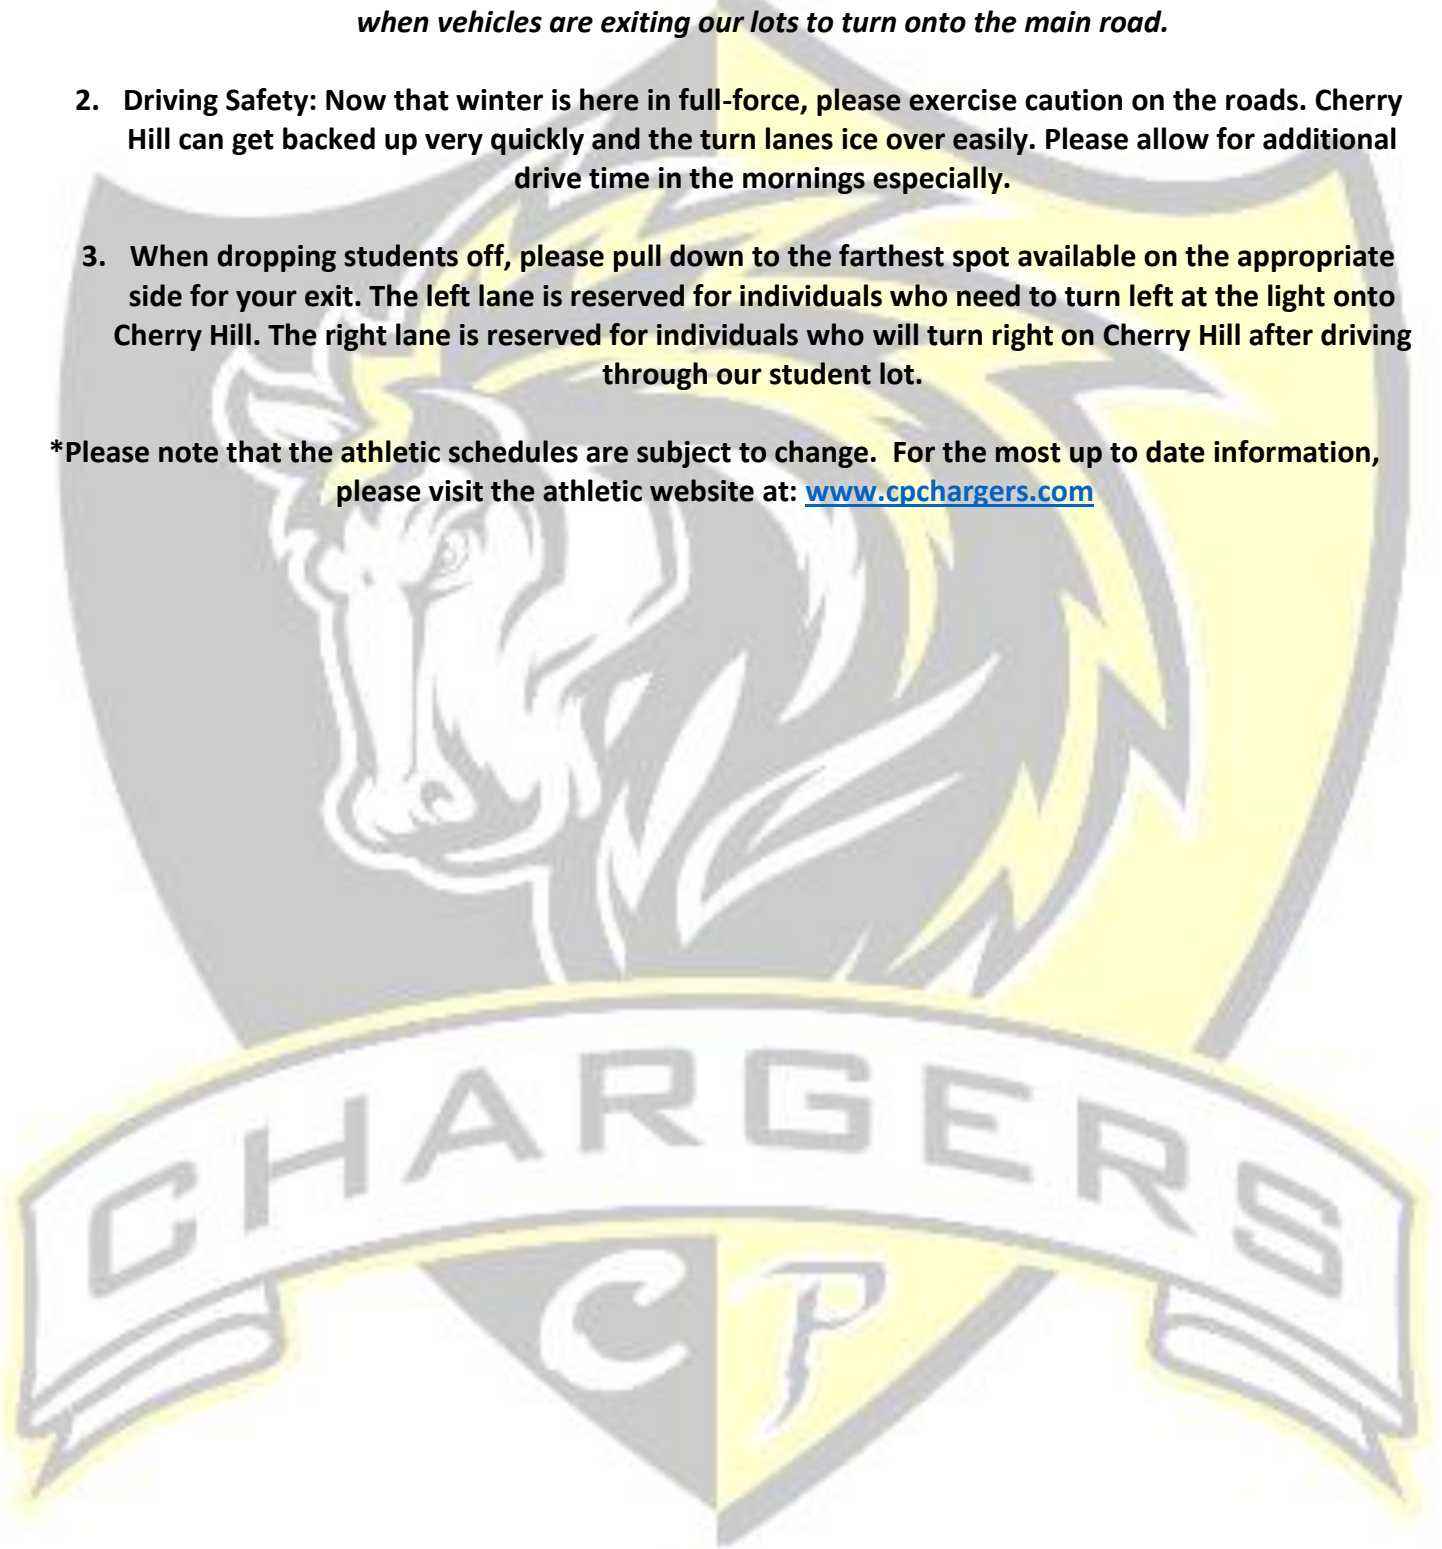 when vehicles are exiting our lots to turn onto the main road.
2. Driving Safety: Now that winter is here in full-force, please exercise caution on the roads. Cherry
Hill can get backed up very quickly and the turn lanes ice over easily. Please allow for additional
drive time in the mornings especially.
3. When dropping students off, please pull down to the farthest spot available on the appropriate
side for your exit. The left lane is reserved for individuals who need to turn left at the light onto
Cherry Hill. The right lane is reserved for individuals who will turn right on Cherry Hill after driving
through our student lot.
*Please note that the athletic schedules are subject to change.  For the most up to date information,
please visit the athletic website at: www.cpchargers.com
CHARGERS
CP